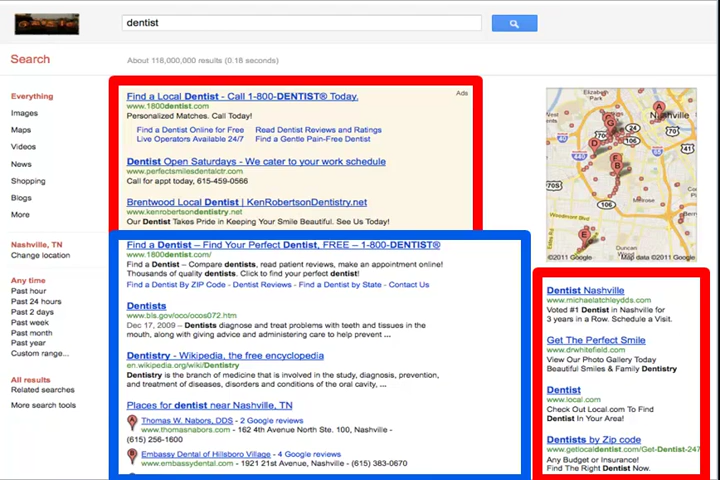 dentist
Search
About 118,000,000 results (0.18 seconds)
Everything
Images
Maps
Videos
News
Shopping
Blogs
More
Nashville, TN
Change location
Any time
Past hour
Past 24 hours
Past 2 days
Past week
Past month
Past year
Custom range...
All results
Related searches
More search tools
Ads
Find a Local Dentist - Call 1-800-DENTIST® Today.
www.1800dentist.com
Personalized Matches. Call Today!
Find a Dentist Online for Free Read Dentist Reviews and Ratings
Live Operators Available 24/7 Find a Gentle Pain-Free Dentist
Dentist Open Saturdays - We cater to your work schedule
www.perfectsmilesdentalctr.com
Call for appt today, 615-459-0566
Brentwood Local Dentist | KenRobertsonDentistry.net
www.kenrobertsondentistry.net
Our Dentist Takes Pride in Keeping Your Smile Beautiful. See Us Today!
Find a Dentist – Find Your Perfect Dentist, FREE – 1-800-DENTIST®
www.1800dentist.com/
Find a Dentist – Compare dentists, read patient reviews, make an appointment online!
Thousands of quality dentists. Click to find your perfect dentist!
Find a Dentist By ZIP Code - Dentist Reviews - Find a Dentist by State - Contact Us
Dentists
www.bls.gov/oco/ocos072.htm
Dec 17, 2009 – Dentists diagnose and treat problems with teeth and tissues in the
mouth, along with giving advice and administering care to help prevent ...
Dentistry - Wikipedia, the free encyclopedia
en.wikipedia.org/wiki/Dentistry
Dentistry is the branch of medicine that is involved in the study, diagnosis, prevention,
and treatment of diseases, disorders and conditions of the oral cavity, ...
Places for dentist near Nashville, TN
A Thomas W. Nabors, DDS - 2 Google reviews
www.thomasnabors.com - 162 4th Avenue North Ste. 100, Nashville -
(615) 256-1600
B Embassy Dental of Hillsboro Village - 4 Google reviews
www.embassydental.com - 1921 21st Avenue, Nashville - (615) 383-0670
Elizabeth Park
A
Nashville
West
40
G
70
24
D
440
41
65
F
B
70S
106
Woodmont Blvd
106
E
Duncan
Wood
©2011 Google Map data ©2011 Google
Dentist Nashville
www.michaelatchleydds.com
Voted #1 Dentist in Nashville for
3 years in a Row. Schedule a Visit.
Get The Perfect Smile
www.drwhitefield.com
View Our Photo Gallery Today
Beautiful Smiles & Family Dentistry
Dentist
www.local.com
Check Out Local.com To Find
Dentist In Your Area!
Dentists by Zip code
www.getlocaldentist.com/Get-Dentist-247
Any Budget or Insurance!
Find The Right Dentist Now.